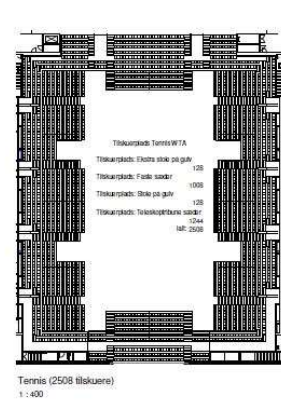 Tilskuerplads Tennis WTA
Tilskuerplads: Ekstra stole på gulv
128
Tilskuerplads: Faste sæder
1008
Tilskuerplads: Stole på gulv
128
Tilskuerplads: Teleskoptribune sæder
1244
Ialt: 2508
Tennis (2508 tilskuere)
1 : 400